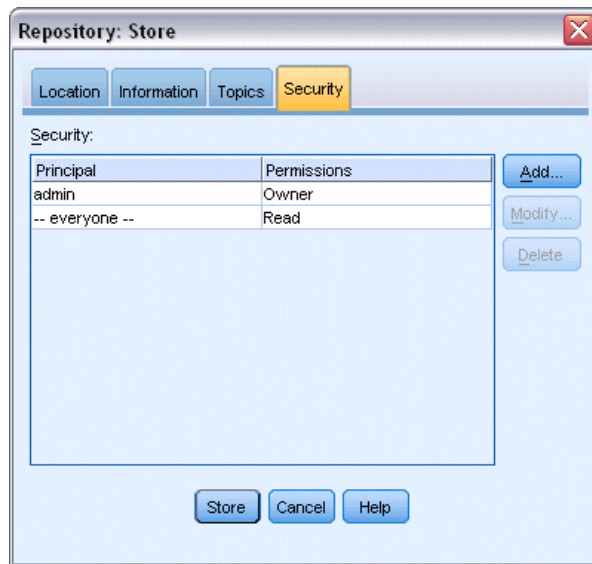 Repository: Store
Location Information Topics Security
Security:
Principal Permissions
admin Owner
-- everyone -- Read
Add...
Modify...
Delete
Store Cancel Help